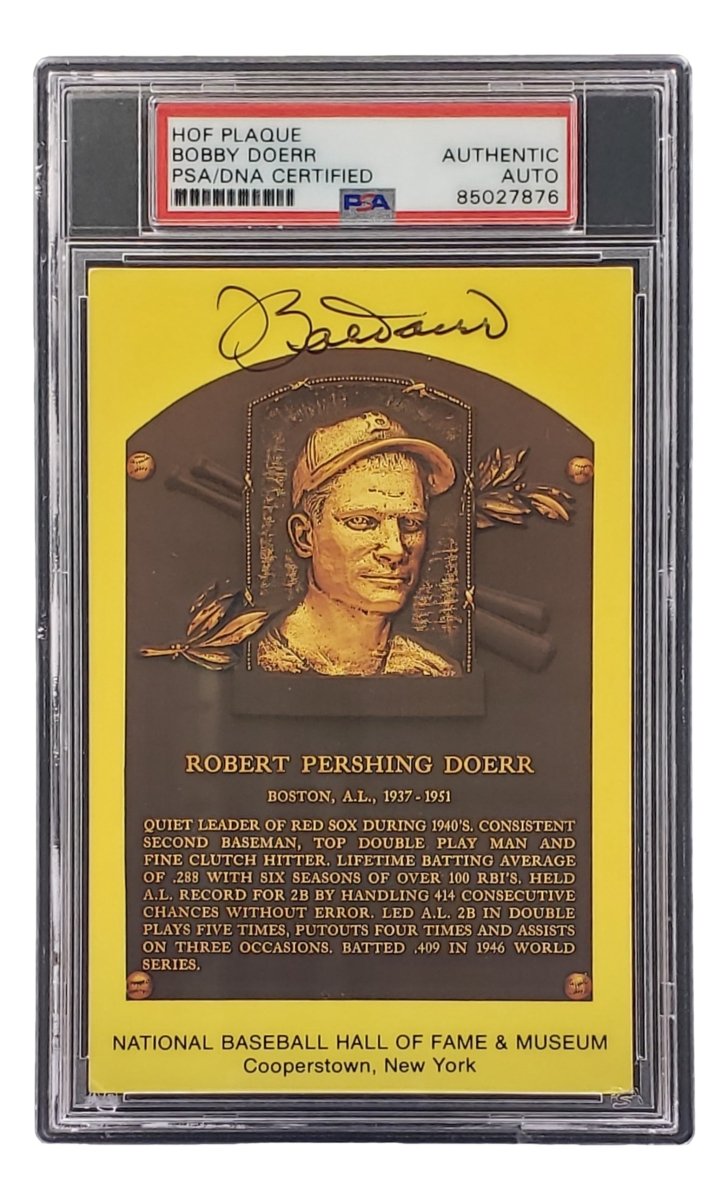 HOF PLAQUE
BOBBY DOERR
PSA/DNA CERTIFIED
AUTHENTIC
AUTO
85027876
PSA
Bob Doerr
B
ROBERT PERSHING DOERR
BOSTON, A.L., 1937-1951
QUIET LEADER OF RED SOX DURING 1940'S. CONSISTENT
SECOND BASEMAN, TOP DOUBLE PLAY MAN AND
FINE CLUTCH HITTER. LIFETIME BATTING AVERAGE
OF .288 WITH SIX SEASONS OF OVER 100 RBI'S. HELD
A.L. RECORD FOR 2B BY HANDLING 414 CONSECUTIVE
CHANCES WITHOUT ERROR. LED A.L. 2B IN DOUBLE
PLAYS FIVE TIMES, PUTOUTS FOUR TIMES AND ASSISTS
ON THREE OCCASIONS. BATTED .409 IN 1946 WORLD
SERIES.
NATIONAL BASEBALL HALL OF FAME & MUSEUM
Cooperstown, New York